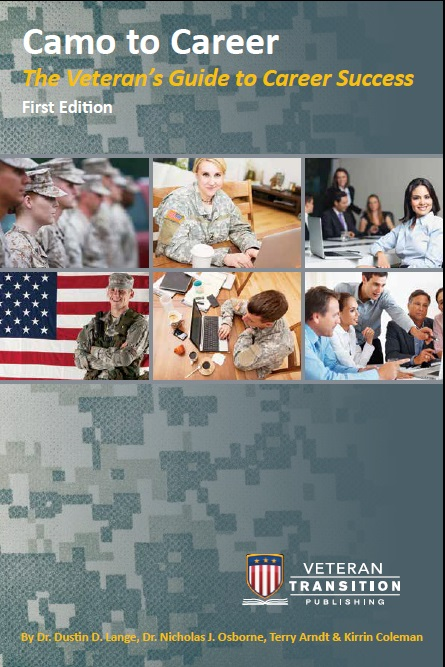 Camo to Career
The Veteran's Guide to Career Success
First Edition
VETERAN
TRANSITION
PUBLISHING
By Dr. Dustin D. Lange, Dr. Nicholas J. Osborne, Terry Arndt & Kirrin Coleman